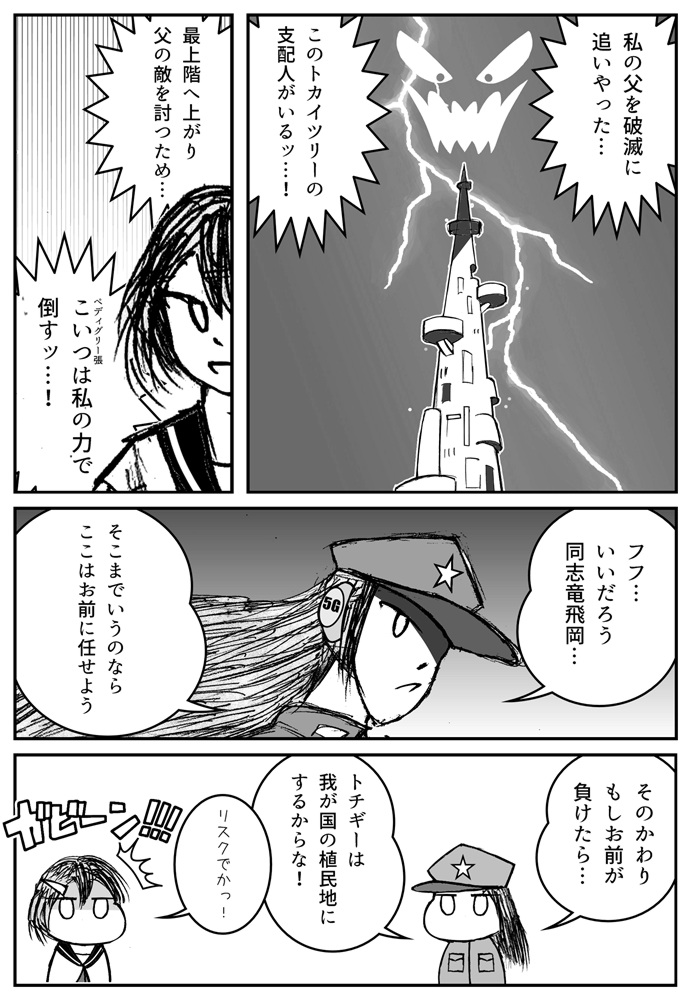 私の父を破滅に
追いやった…
このトカイツリーの
支配人がいるッ…！
最上階へ上がり
父の敵を討つため…
ペディグリー張
こいつは私の力で
倒すッ…！
フフ…
いいだろう
同志竜飛岡…
5G
そこまでいうのなら
ここはお前に任せよう
そのかわり
もしお前が
負けたら…
トチギーは
我が国の植民地に
するからな！
リスクでかっ！
ガビーン!!!